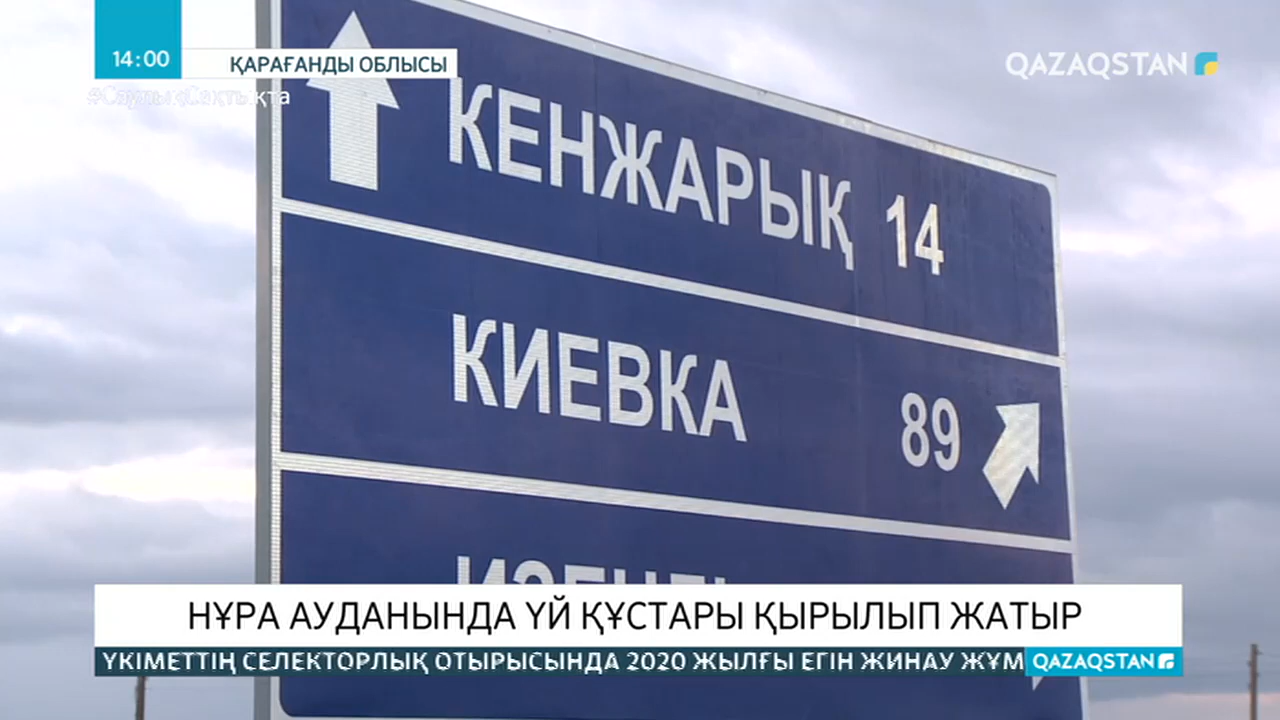 14:00
ҚАРАҒАНДЫ ОБЛЫСЫ
QAZAQSTAN
#СаулықСақтықта
КЕНЖАРЫҚ 14
КИЕВКА 89
НҰРА АУДАНЫНДА ҮЙ ҚҰСТАРЫ ҚЫРЫЛЫП ЖАТЫР
ҮКІМЕТТІҢ СЕЛЕКТОРЛЫҚ ОТЫРЫСЫНДА 2020 ЖЫЛҒЫ ЕГІН ЖИНАУ ЖҰМ
QAZAQSTAN